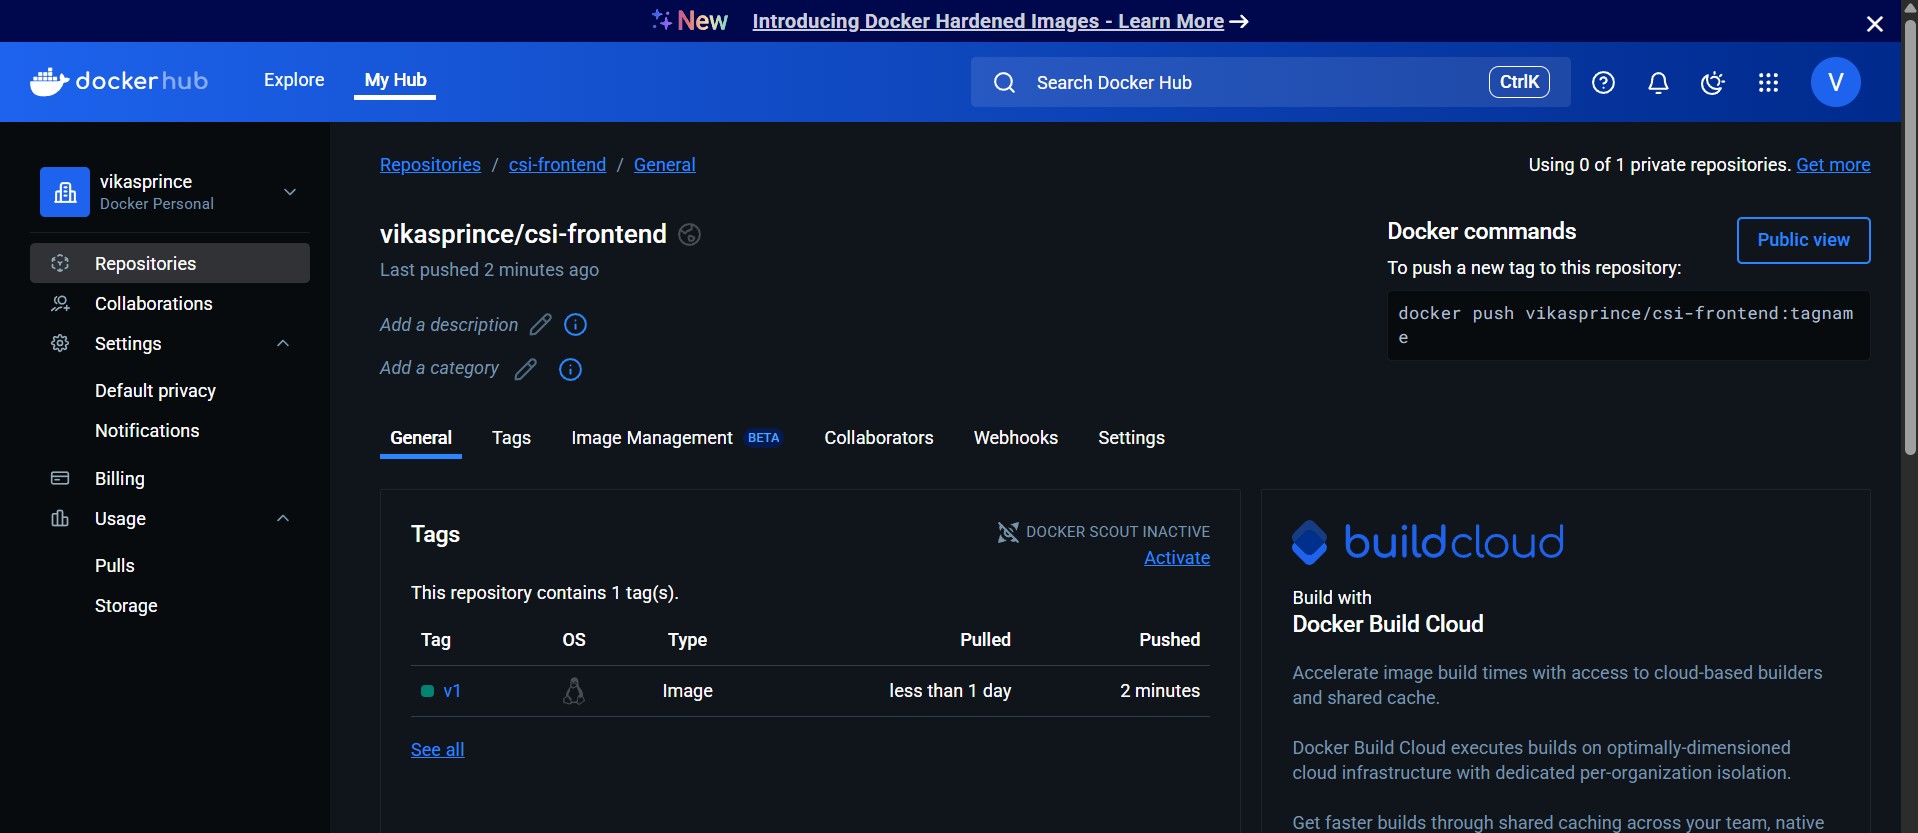 New Introducing Docker Hardened Images - Learn More
dockerhub
Explore
My Hub
Search Docker Hub
CtrlK
V
vikasprince
Docker Personal
Repositories
Collaborations
Settings
Default privacy
Notifications
Billing
Usage
Pulls
Storage
Repositories / csi-frontend / General
Using 0 of 1 private repositories. Get more
vikasprince/csi-frontend
Last pushed 2 minutes ago
Add a description
Add a category
Docker commands
Public view
To push a new tag to this repository:
docker push vikasprince/csi-frontend:tagnam
e
General
Tags
Image Management BETA
Collaborators
Webhooks
Settings
Tags
DOCKER SCOUT INACTIVE
Activate
This repository contains 1 tag(s).
Tag OS Type Pulled Pushed
v1 Image less than 1 day 2 minutes
See all
buildcloud
Build with
Docker Build Cloud
Accelerate image build times with access to cloud-based builders
and shared cache.
Docker Build Cloud executes builds on optimally-dimensioned
cloud infrastructure with dedicated per-organization isolation.
Get faster builds through shared caching across your team, native